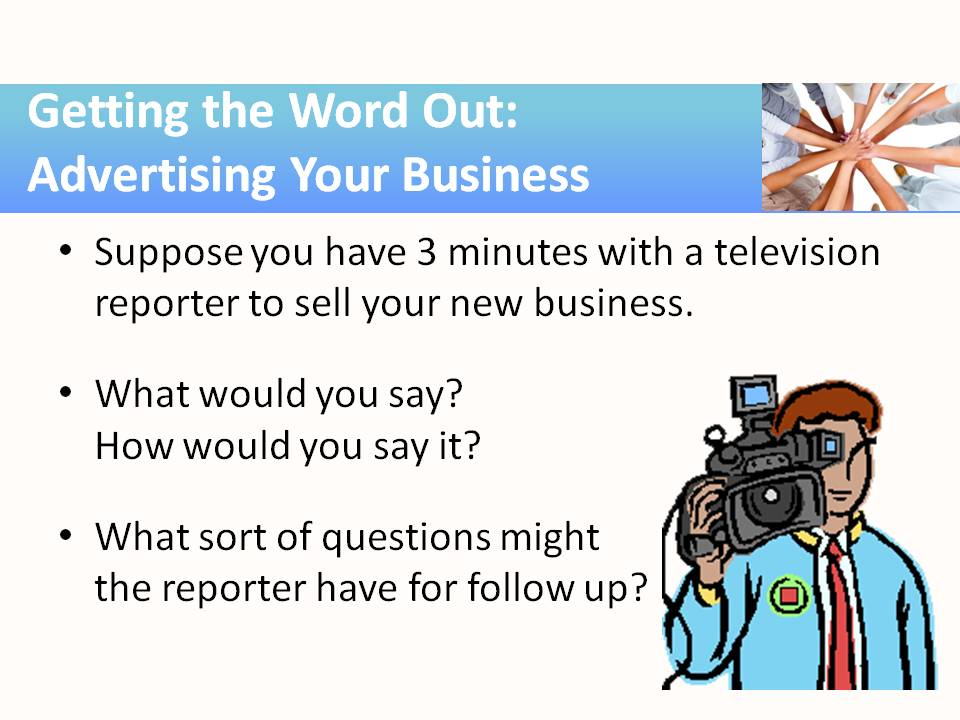 Getting the Word Out:
Advertising Your Business
• Suppose you have 3 minutes with a television
reporter to sell your new business.
• What would you say?
How would you say it?
• What sort of questions might
the reporter have for follow up?